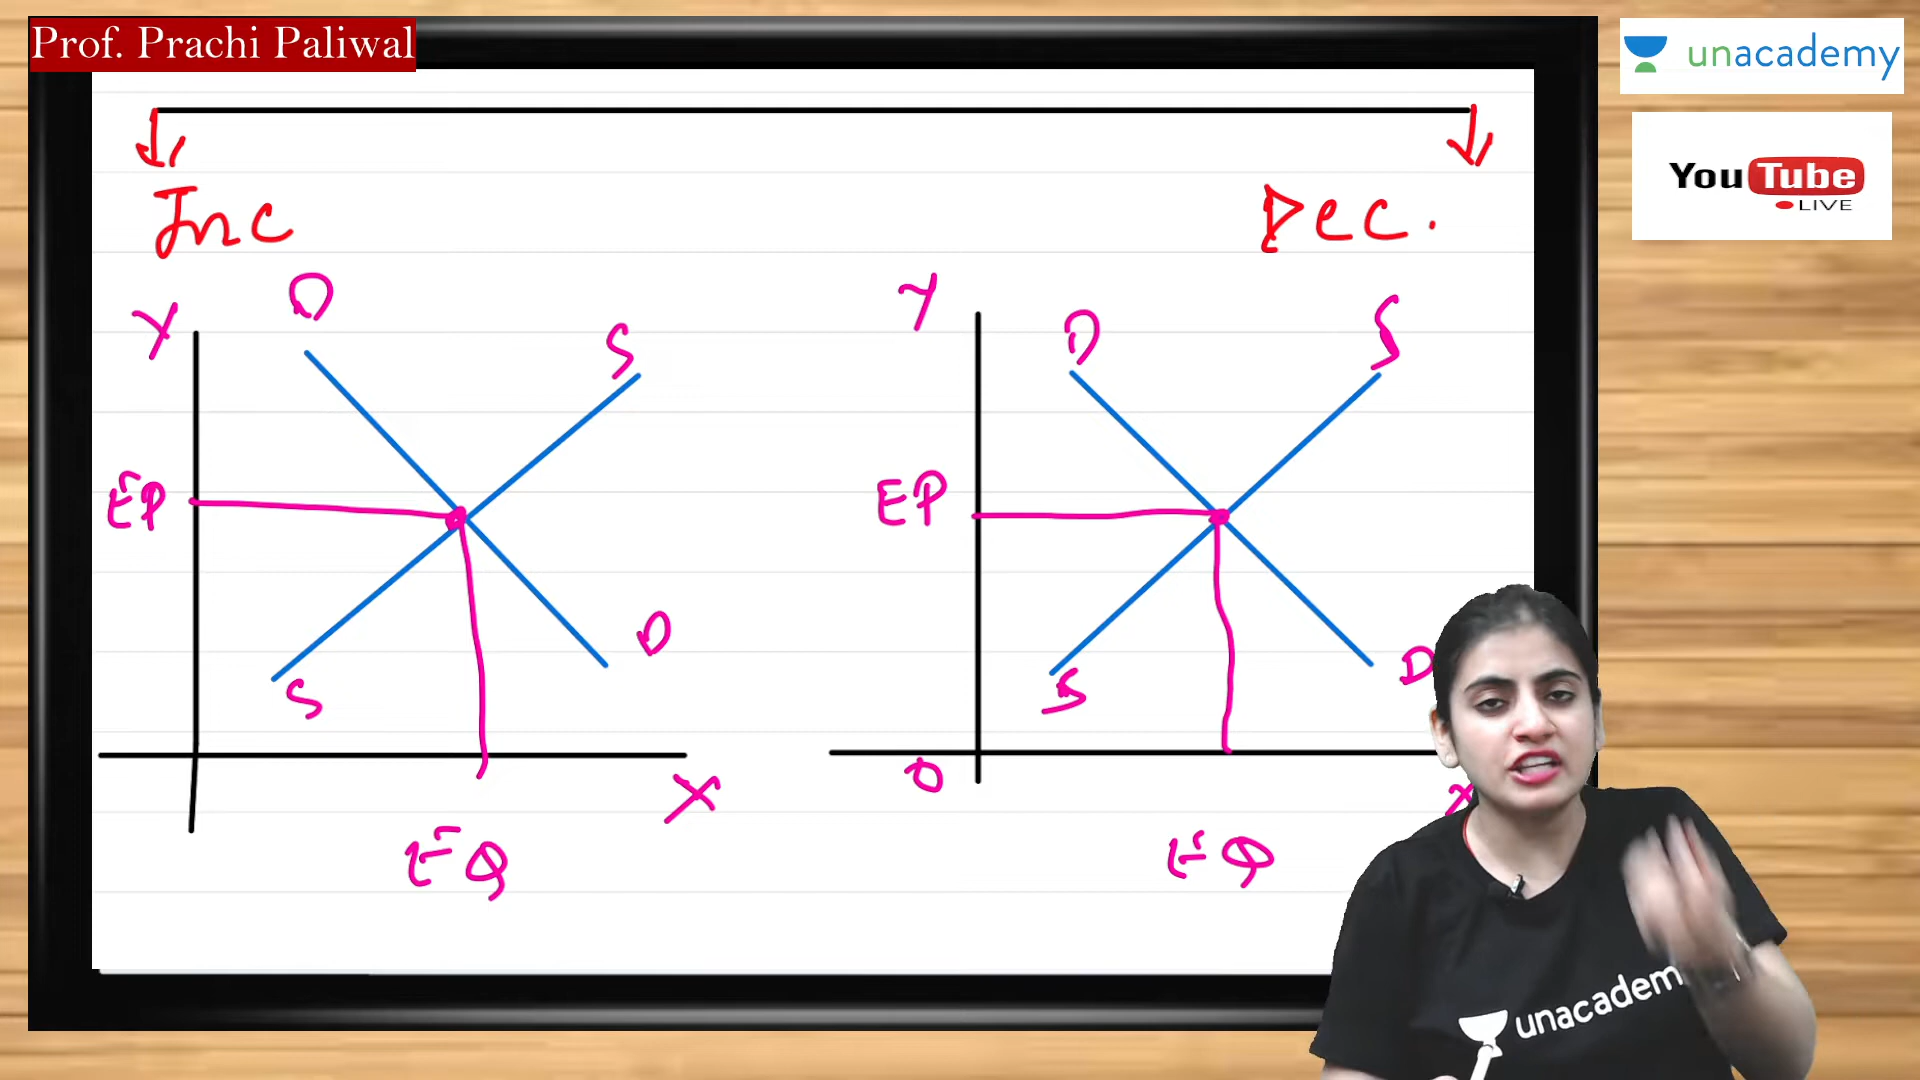 Prof. Prachi Paliwal
unacademy
YouTube
LIVE
Inc
Dec.
Y
D
S
EP
S
D
X
EQ
Y
D
S
EP
S
D
O
X
EQ
unacadem